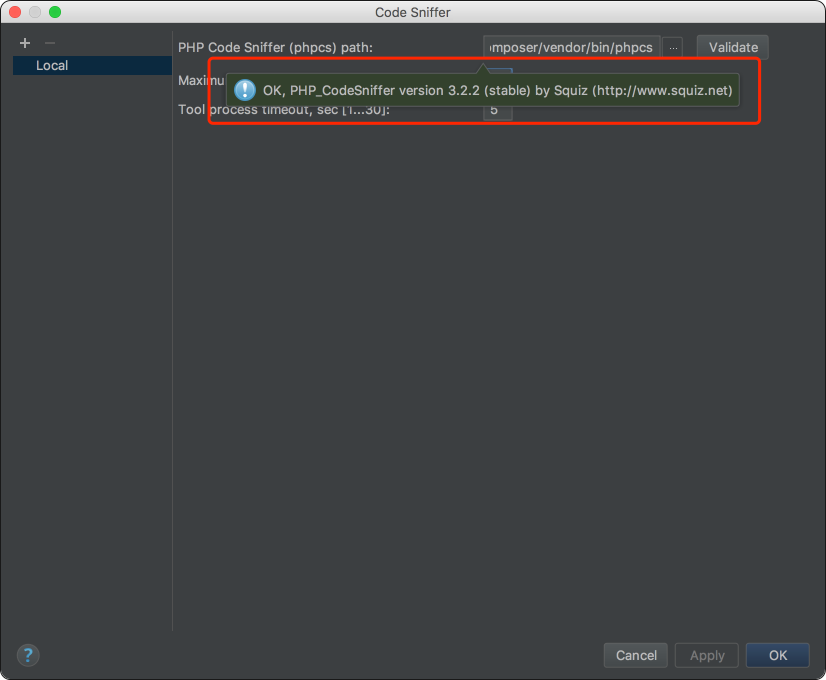 Code Sniffer
Local
PHP Code Sniffer (phpcs) path:
mposer/vendor/bin/phpcs
...
Validate
Maximu
OK, PHP_CodeSniffer version 3.2.2 (stable) by Squiz (http://www.squiz.net)
Tool process timeout, sec [1...30]:
5
?
Cancel
Apply
OK